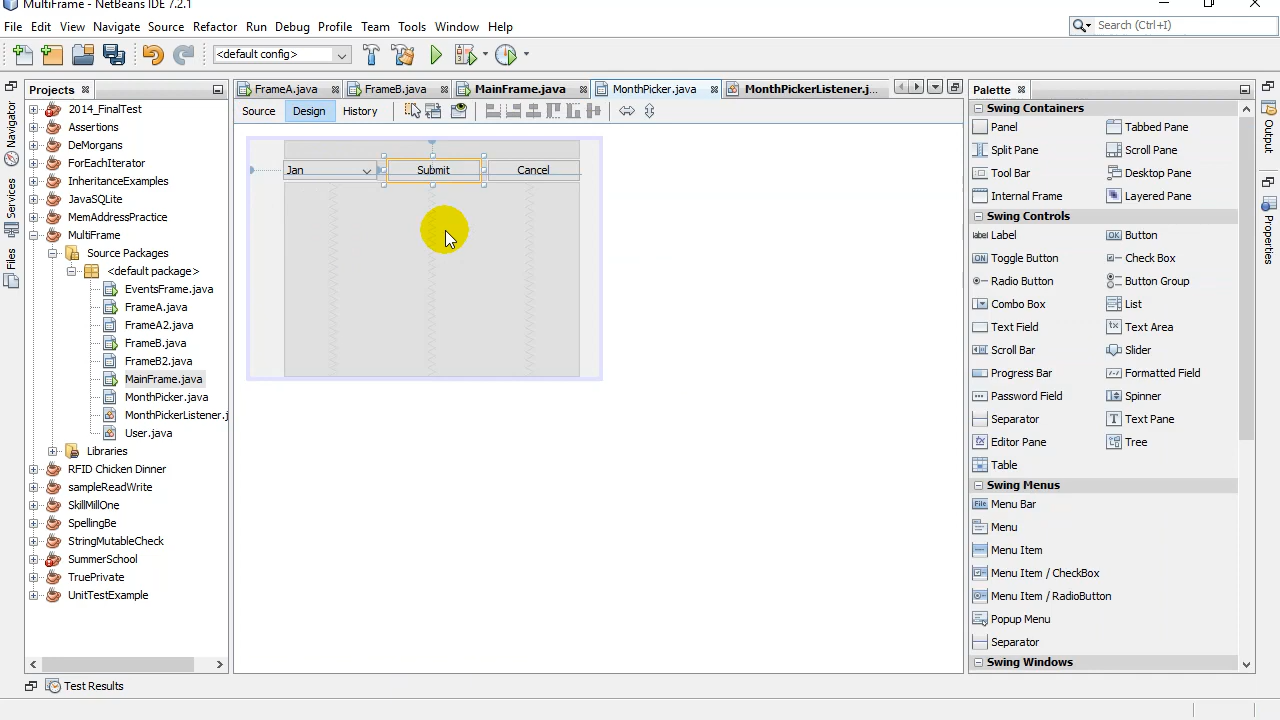 MultiFrame - NetBeans IDE 7.2.1
File Edit View Navigate Source Refactor Run Debug Profile Team Tools Window Help
Search (Ctrl+I)
<default config>
Projects
FrameA.java
FrameB.java
MainFrame.java
MonthPicker.java
MonthPickerListener.j...
Palette
Source
Design
History
Navigator
Services
Files
2014_FinalTest
Assertions
DeMorgans
ForEachIterator
InheritanceExamples
JavaSQLite
MemAddressPractice
MultiFrame
Source Packages
<default package>
EventsFrame.java
FrameA.java
FrameA2.java
FrameB.java
FrameB2.java
MainFrame.java
MonthPicker.java
MonthPickerListener.j
User.java
Libraries
RFID Chicken Dinner
sampleReadWrite
SkillMillOne
SpellingBe
StringMutableCheck
SummerSchool
TruePrivate
UnitTestExample
Jan
Submit
Cancel
Swing Containers
Panel
Tabbed Pane
Split Pane
Scroll Pane
Tool Bar
Desktop Pane
Internal Frame
Layered Pane
Swing Controls
Label
OK Button
ON Toggle Button
Check Box
Radio Button
Button Group
Combo Box
List
Text Field
Text Area
Scroll Bar
Slider
Progress Bar
Formatted Field
Password Field
Spinner
Separator
T Text Pane
Editor Pane
Tree
Table
Swing Menus
Menu Bar
Menu
Menu Item
Menu Item / CheckBox
Menu Item / RadioButton
Popup Menu
Separator
Swing Windows
Output
Properties
Test Results